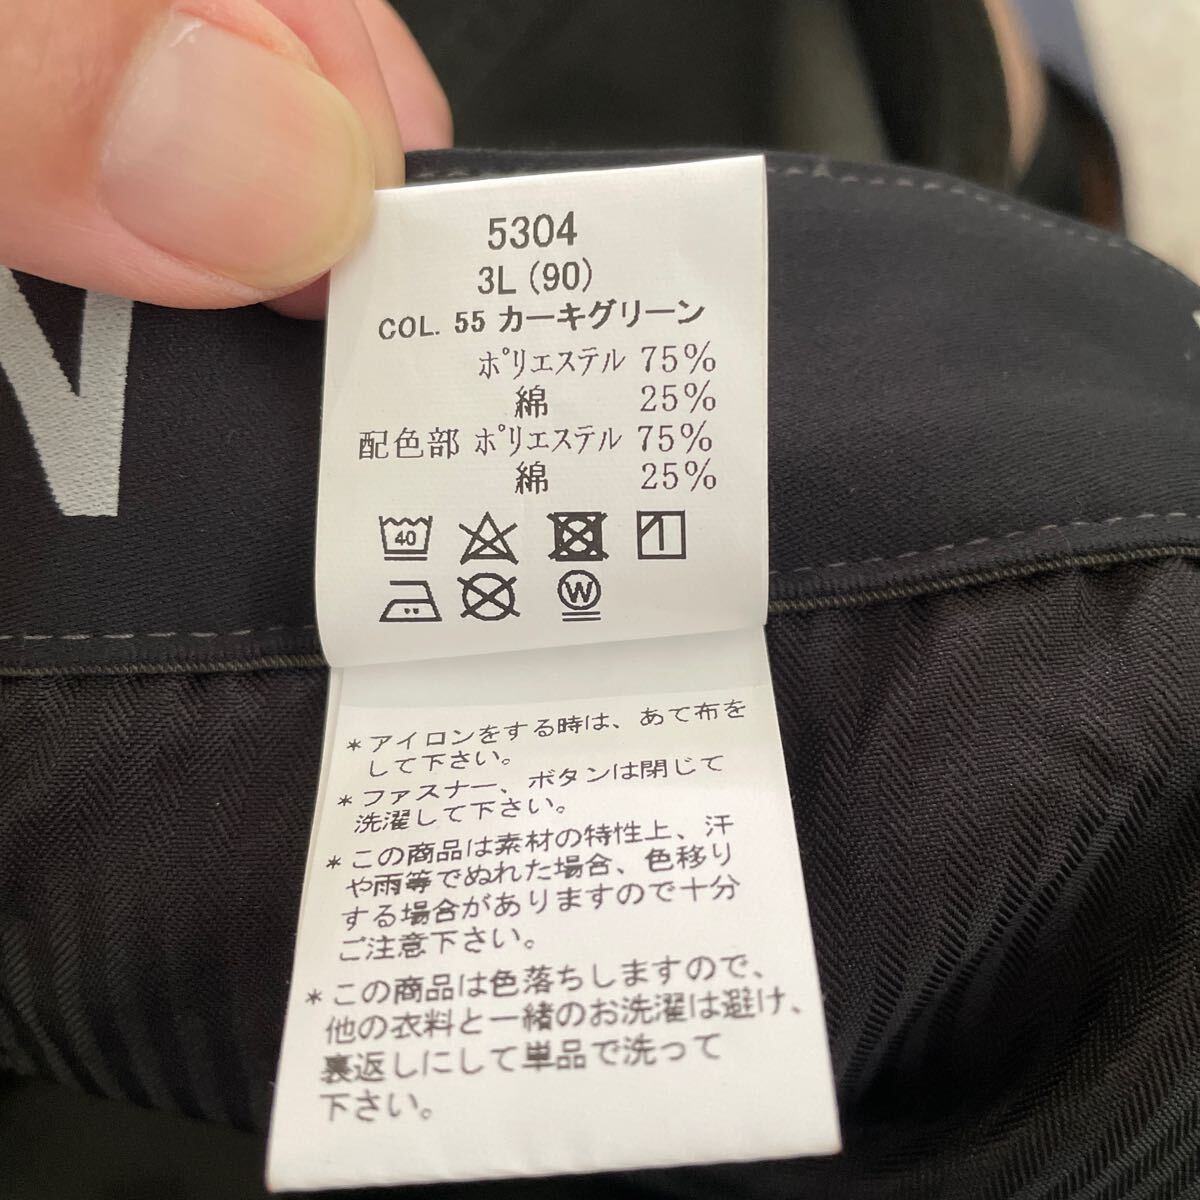 5304
3L (90)
COL. 55 カーキグリーン
ポリエステル 75%
綿 25%
配色部 ポリエステル 75%
綿 25%
40
W
＊アイロンをする時は、あて布を
して下さい。
＊ファスナー、ボタンは閉じて
洗濯して下さい。
＊この商品は素材の特性上、汗
や雨等でぬれた場合、色移り
する場合がありますので十分
ご注意下さい。
＊この商品は色落ちしますので、
他の衣料と一緒のお洗濯は避け、
裏返しにして単品で洗って
下さい。